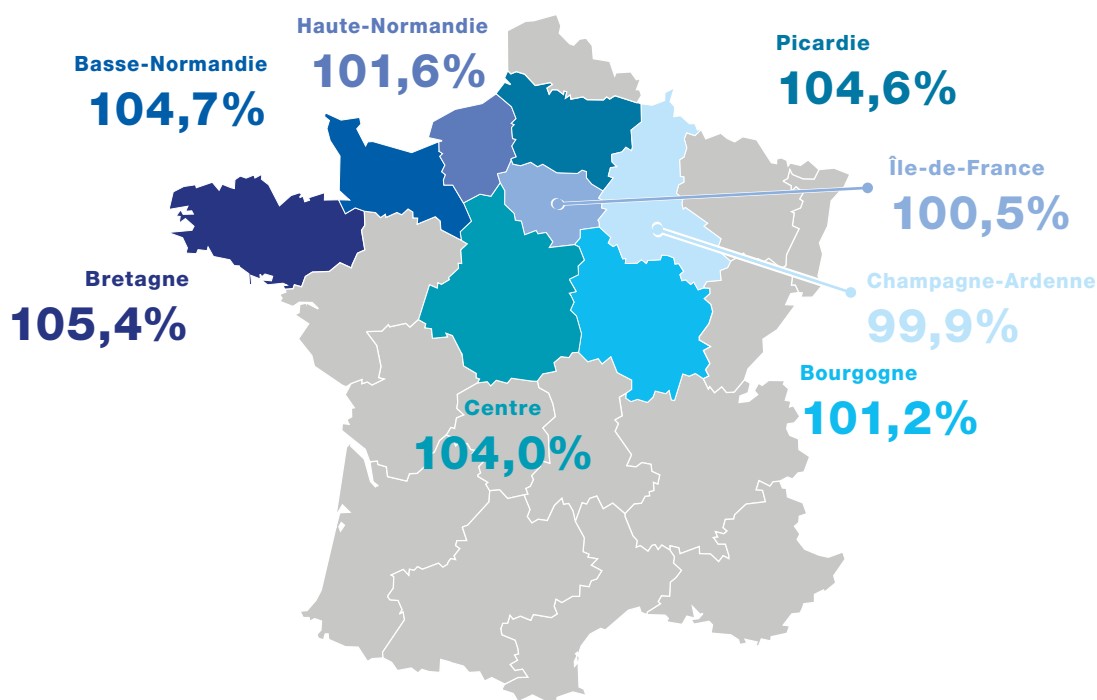 Haute-Normandie
101,6%
Picardie
104,6%
Basse-Normandie
104,7%
Île-de-France
100,5%
Bretagne
105,4%
Champagne-Ardenne
99,9%
Bourgogne
101,2%
Centre
104,0%